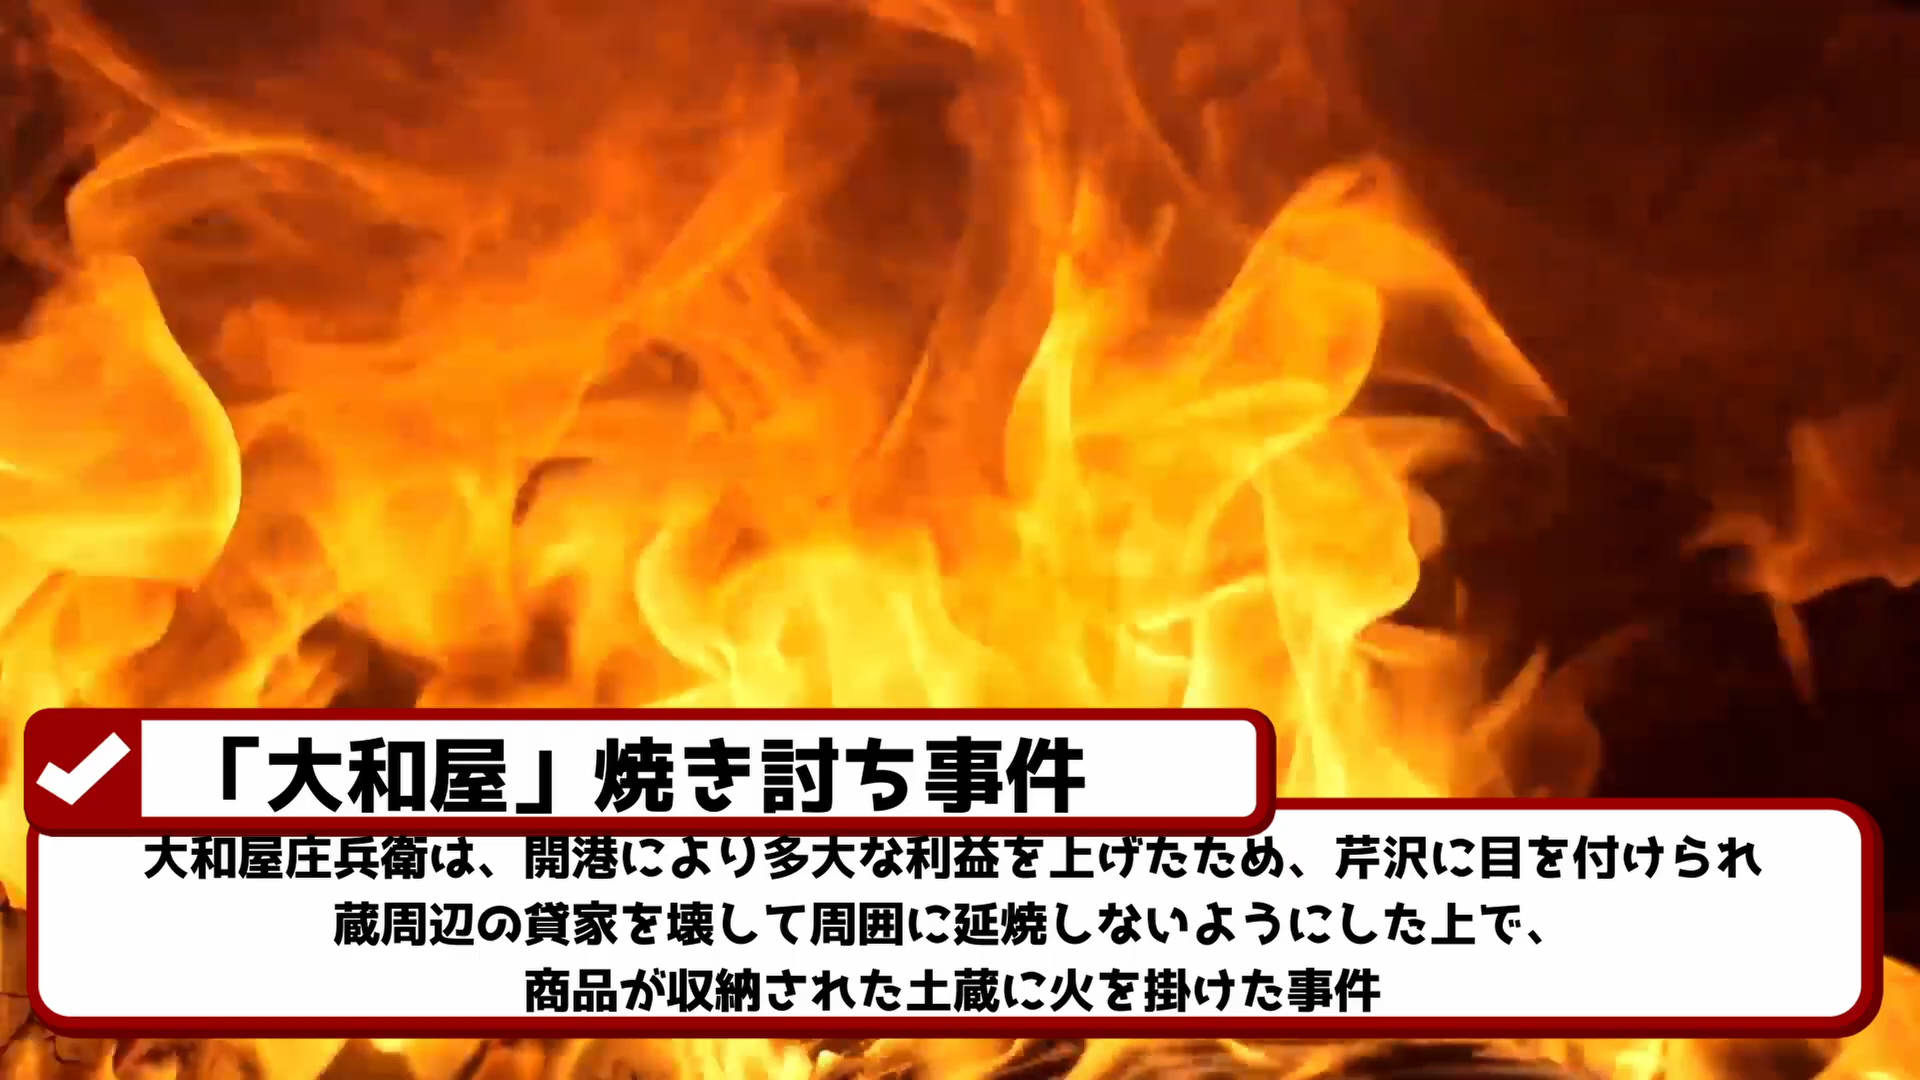 「大和屋」焼き討ち事件
大和屋庄兵衛は、開港により多大な利益を上げたため、芹沢に目を付けられ
蔵周辺の貸家を壊して周囲に延焼しないようにした上で、
商品が収納された土蔵に火を掛けた事件